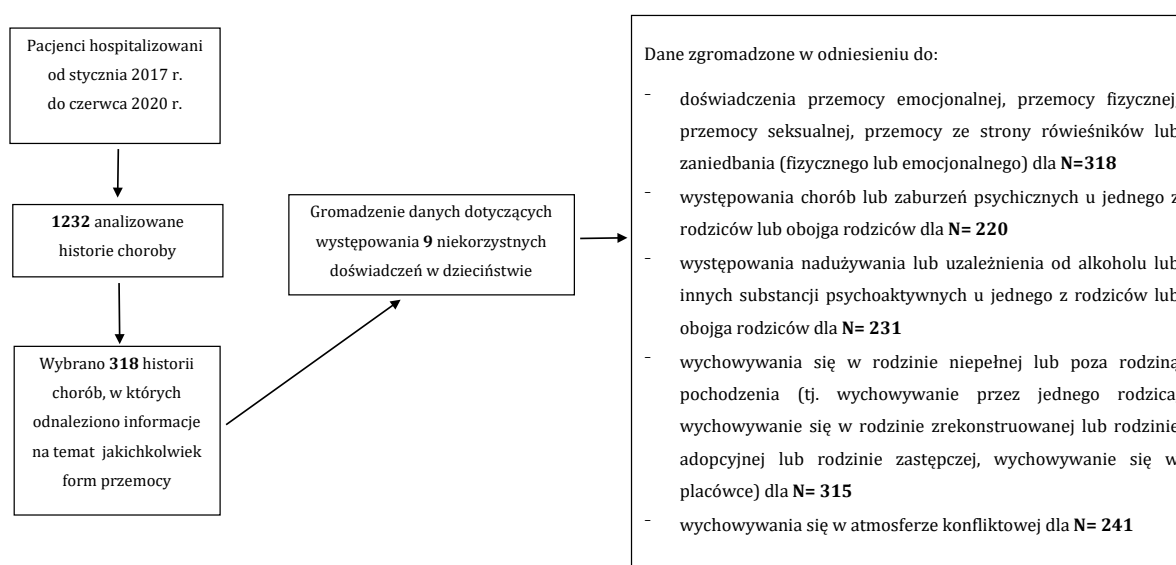 Pacjenci hospitalizowani
od stycznia 2017 r.
do czerwca 2020 r.
1232 analizowane
historie choroby
Wybrano 318 historii
chorób, w których
odnaleziono informacje
na temat jakichkolwiek
form przemocy
Gromadzenie danych dotyczących
występowania 9 niekorzystnych
doświadczeń w dzieciństwie
Dane zgromadzone w odniesieniu do:
- doświadczenia przemocy emocjonalnej, przemocy fizycznej
przemocy seksualnej, przemocy ze strony rówieśników lub
zaniedbania (fizycznego lub emocjonalnego) dla N=318
- występowania chorób lub zaburzeń psychicznych u jednego z
rodziców lub obojga rodziców dla N= 220
- występowania nadużywania lub uzależnienia od alkoholu lub
innych substancji psychoaktywnych u jednego z rodziców lub
obojga rodziców dla N= 231
- wychowywania się w rodzinie niepełnej lub poza rodziną
pochodzenia (tj. wychowywanie przez jednego rodzica
wychowywanie się w rodzinie zrekonstruowanej lub rodzinie
adopcyjnej lub rodzinie zastępczej, wychowywanie się w
placówce) dla N= 315
- wychowywania się w atmosferze konfliktowej dla N= 241